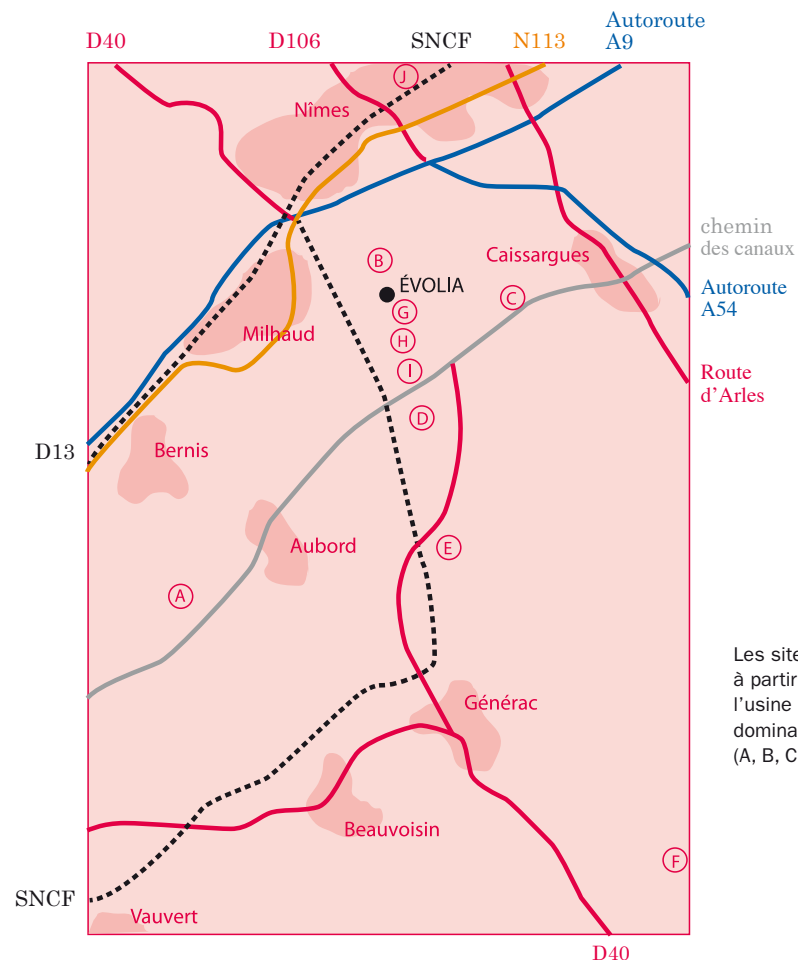 D40
D106
SNCF
N113
Autoroute
A9
J
Nîmes
chemin
des canaux
Caissargues
B
ÉVOLIA
C
Autoroute
A54
G
Milhaud
H
I
Route
d'Arles
D
D13
Bernis
Aubord
E
A
Les site
à partir
l'usine
domina
(A, B, C
Générac
Beauvoisin
F
SNCF
Vauvert
D40